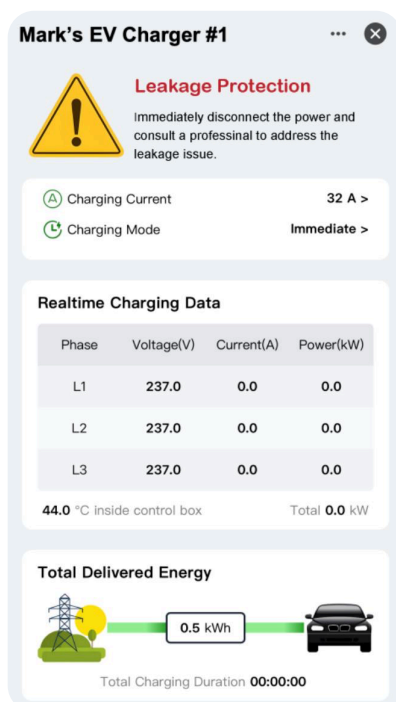 Mark's EV Charger #1
Leakage Protection
Immediately disconnect the power and
consult a professinal to address the
leakage issue.
Charging Current 32 A >
Charging Mode Immediate >
Realtime Charging Data
Phase Voltage(V) Current(A) Power(kW)
L1 237.0 0.0 0.0
L2 237.0 0.0 0.0
L3 237.0 0.0 0.0
44.0 °C inside control box Total 0.0 kW
Total Delivered Energy
0.5 kWh
Total Charging Duration 00:00:00